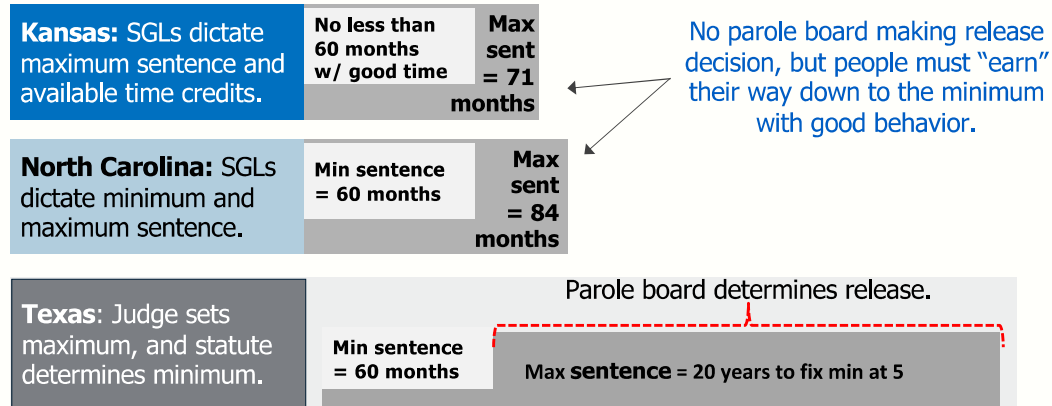 Kansas: SGLs dictate
maximum sentence and
available time credits.
No less than
60 months
w/ good time
Max
sent
= 71
months
No parole board making release
decision, but people must “earn”
their way down to the minimum
with good behavior.
North Carolina: SGLs
dictate minimum and
maximum sentence.
Min sentence
= 60 months
Max
sent
= 84
months
Texas: Judge sets
maximum, and statute
determines minimum.
Parole board determines release.
Min sentence
= 60 months
Max sentence = 20 years to fix min at 5